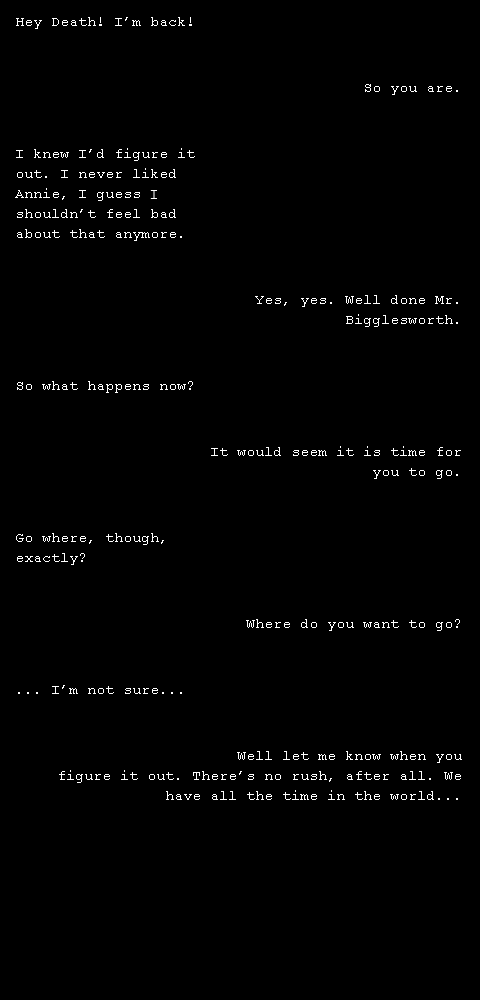 Hey Death! I'm back!
So you are.
I knew I'd figure it
out. I never liked
Annie, I guess I
shouldn't feel bad
about that anymore.
Yes, yes. Well done Mr.
Bigglesworth.
So what happens now?
It would seem it is time for
you to go.
Go where, though,
exactly?
Where do you want to go?
... I'm not sure...
Well let me know when you
figure it out. There's no rush, after all. We
have all the time in the world...